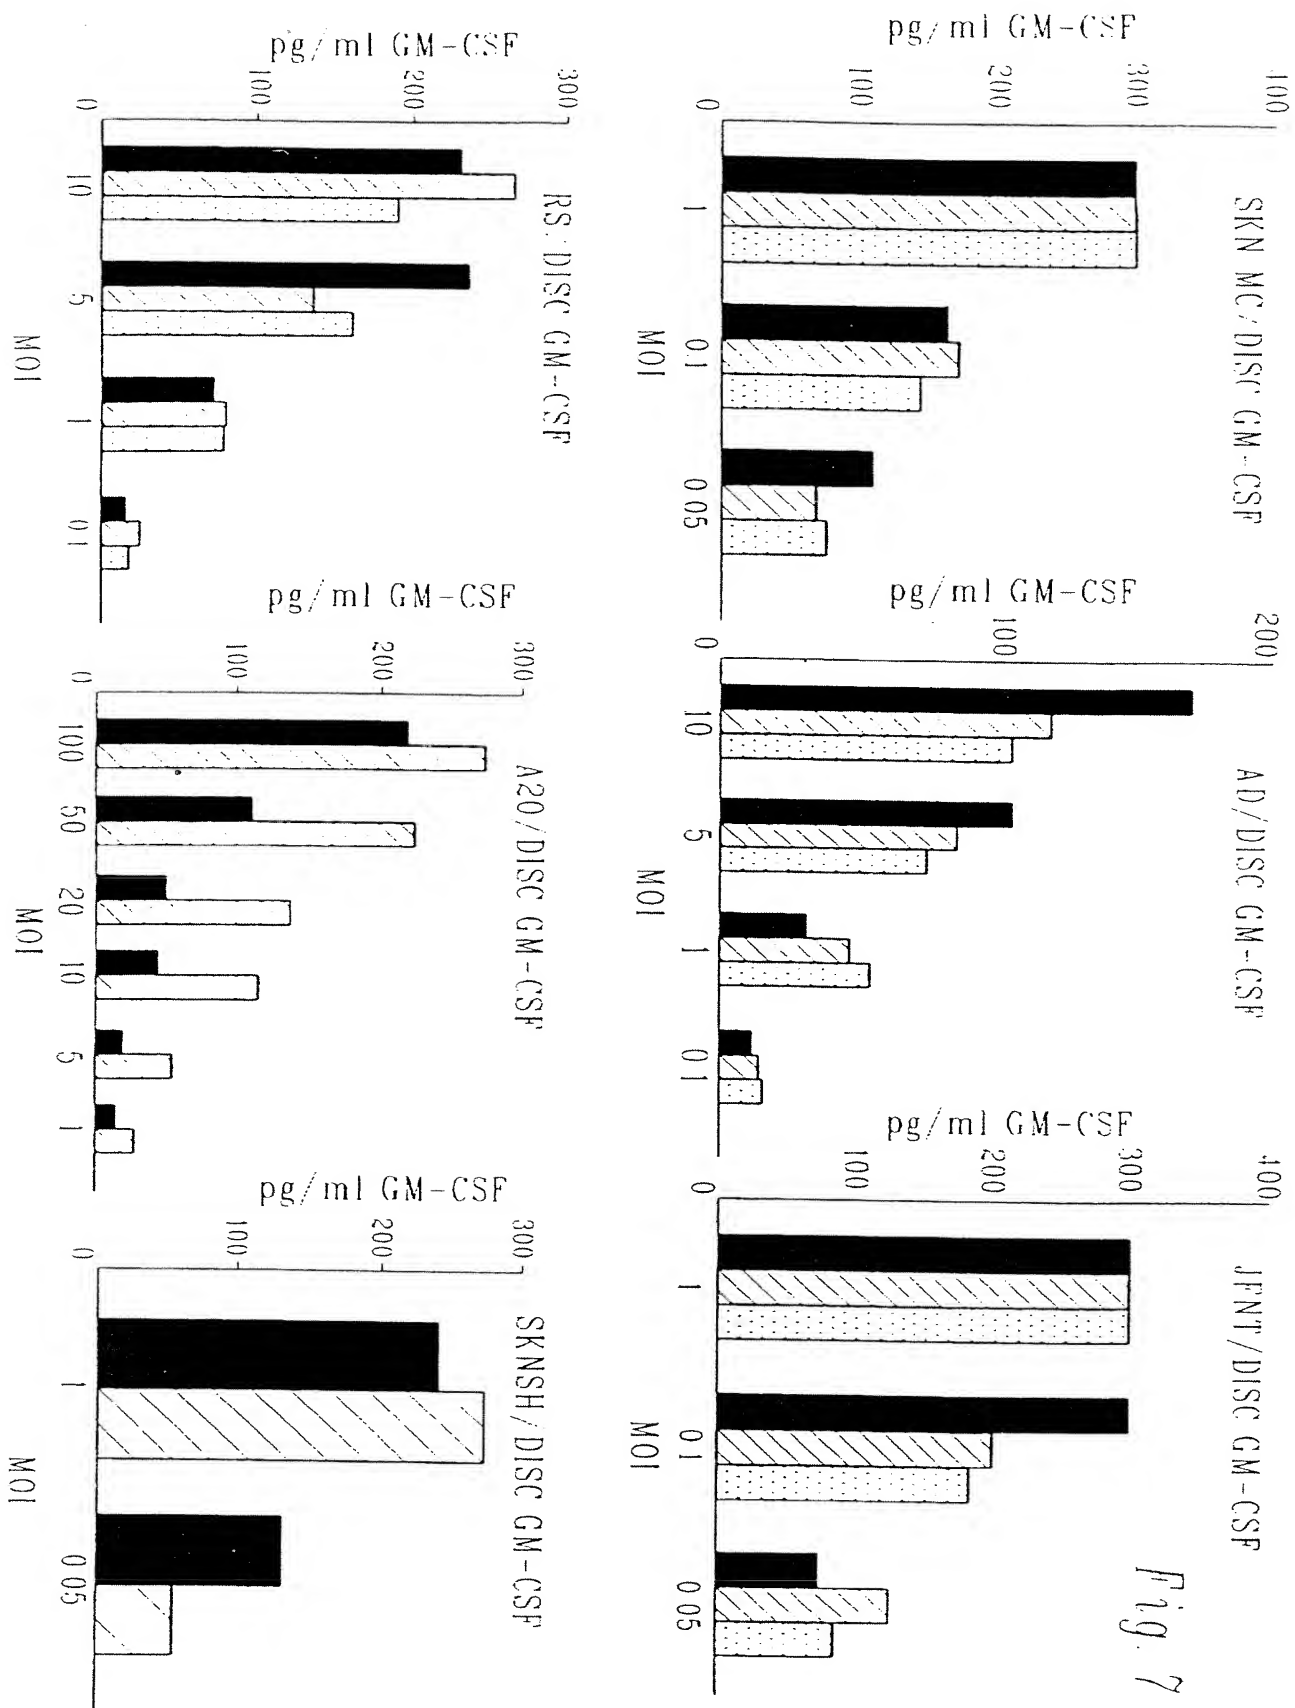 Fig. 7
SKN MC/DISC GM-CSF
pg/ml GM-CSF
400
300
200
100
0
1
0.1
0.05
MOI
AD/DISC GM-CSF
pg/ml GM-CSF
200
100
0
10
5
1
0.1
MOI
JFNT/DISC GM-CSF
pg/ml GM-CSF
400
300
200
100
0
1
0.1
0.05
MOI
RS/DISC GM-CSF
pg/ml GM-CSF
300
200
100
0
10
5
1
0.1
MOI
A20/DISC GM-CSF
pg/ml GM-CSF
300
200
100
0
100
50
20
10
5
1
MOI
SKNSH/DISC GM-CSF
pg/ml GM-CSF
300
200
100
0
1
0.05
MOI